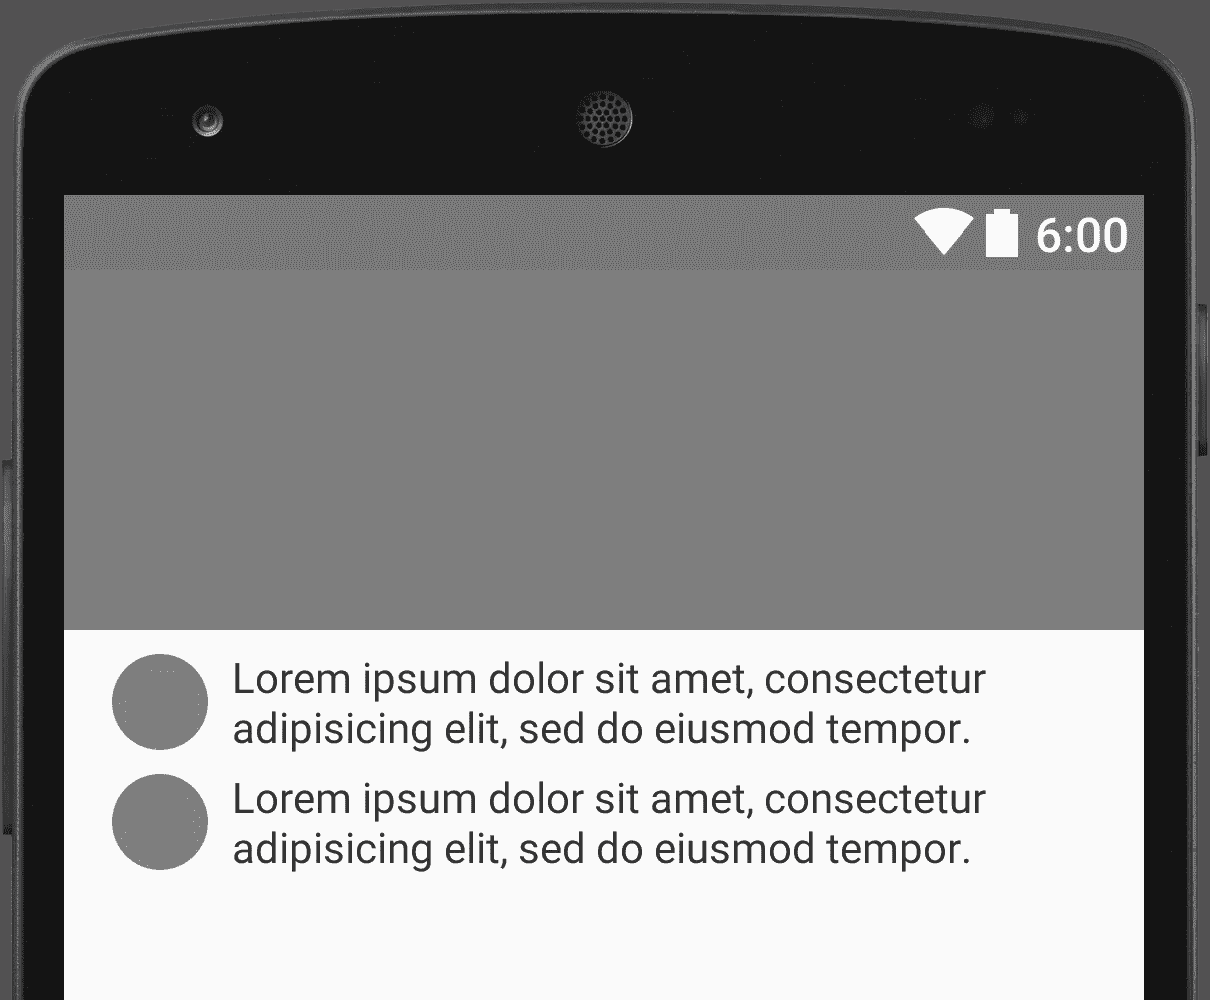 6:00
Lorem ipsum dolor sit amet, consectetur
adipisicing elit, sed do eiusmod tempor.
Lorem ipsum dolor sit amet, consectetur
adipisicing elit, sed do eiusmod tempor.